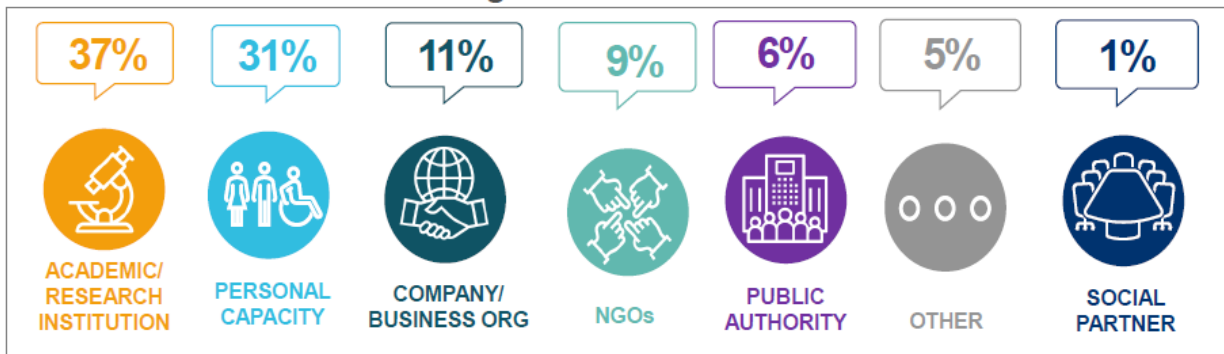 37%
31%
11%
9%
6%
5%
1%
ACADEMIC/
RESEARCH
INSTITUTION
PERSONAL
CAPACITY
COMPANY/
BUSINESS ORG
NGOs
PUBLIC
AUTHORITY
OTHER
SOCIAL
PARTNER